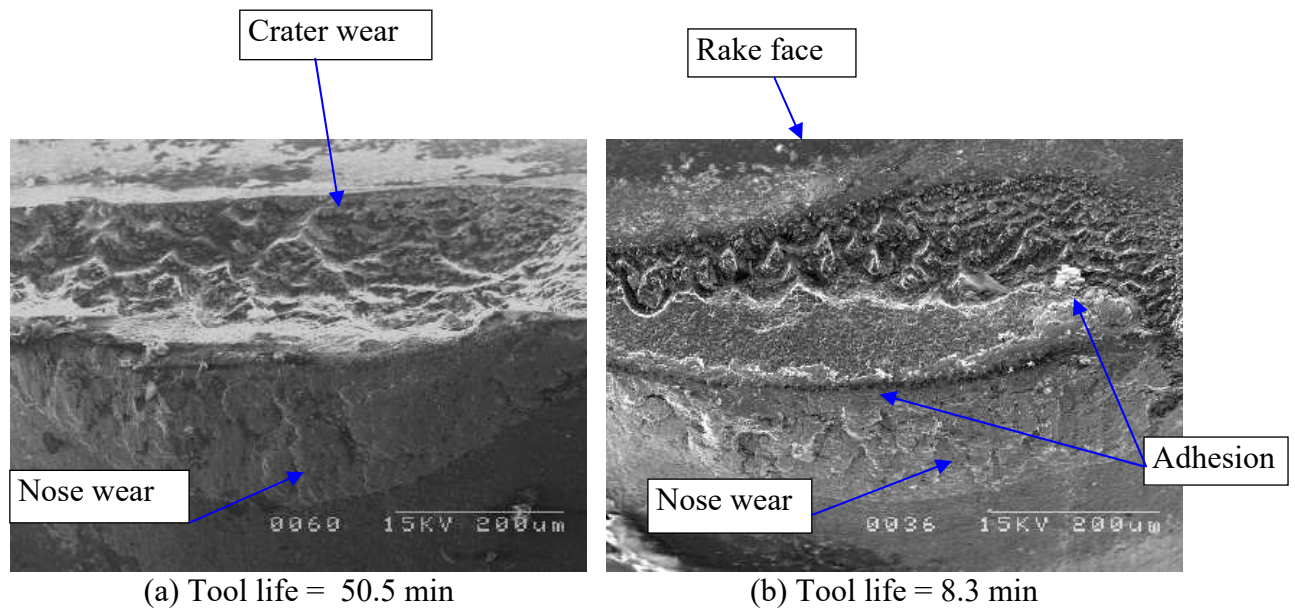 Crater wear
Rake face
Nose wear
0060 15KV 200um
Nose wear
0036 15KV 200um
Adhesion
(a) Tool life = 50.5 min
(b) Tool life = 8.3 min